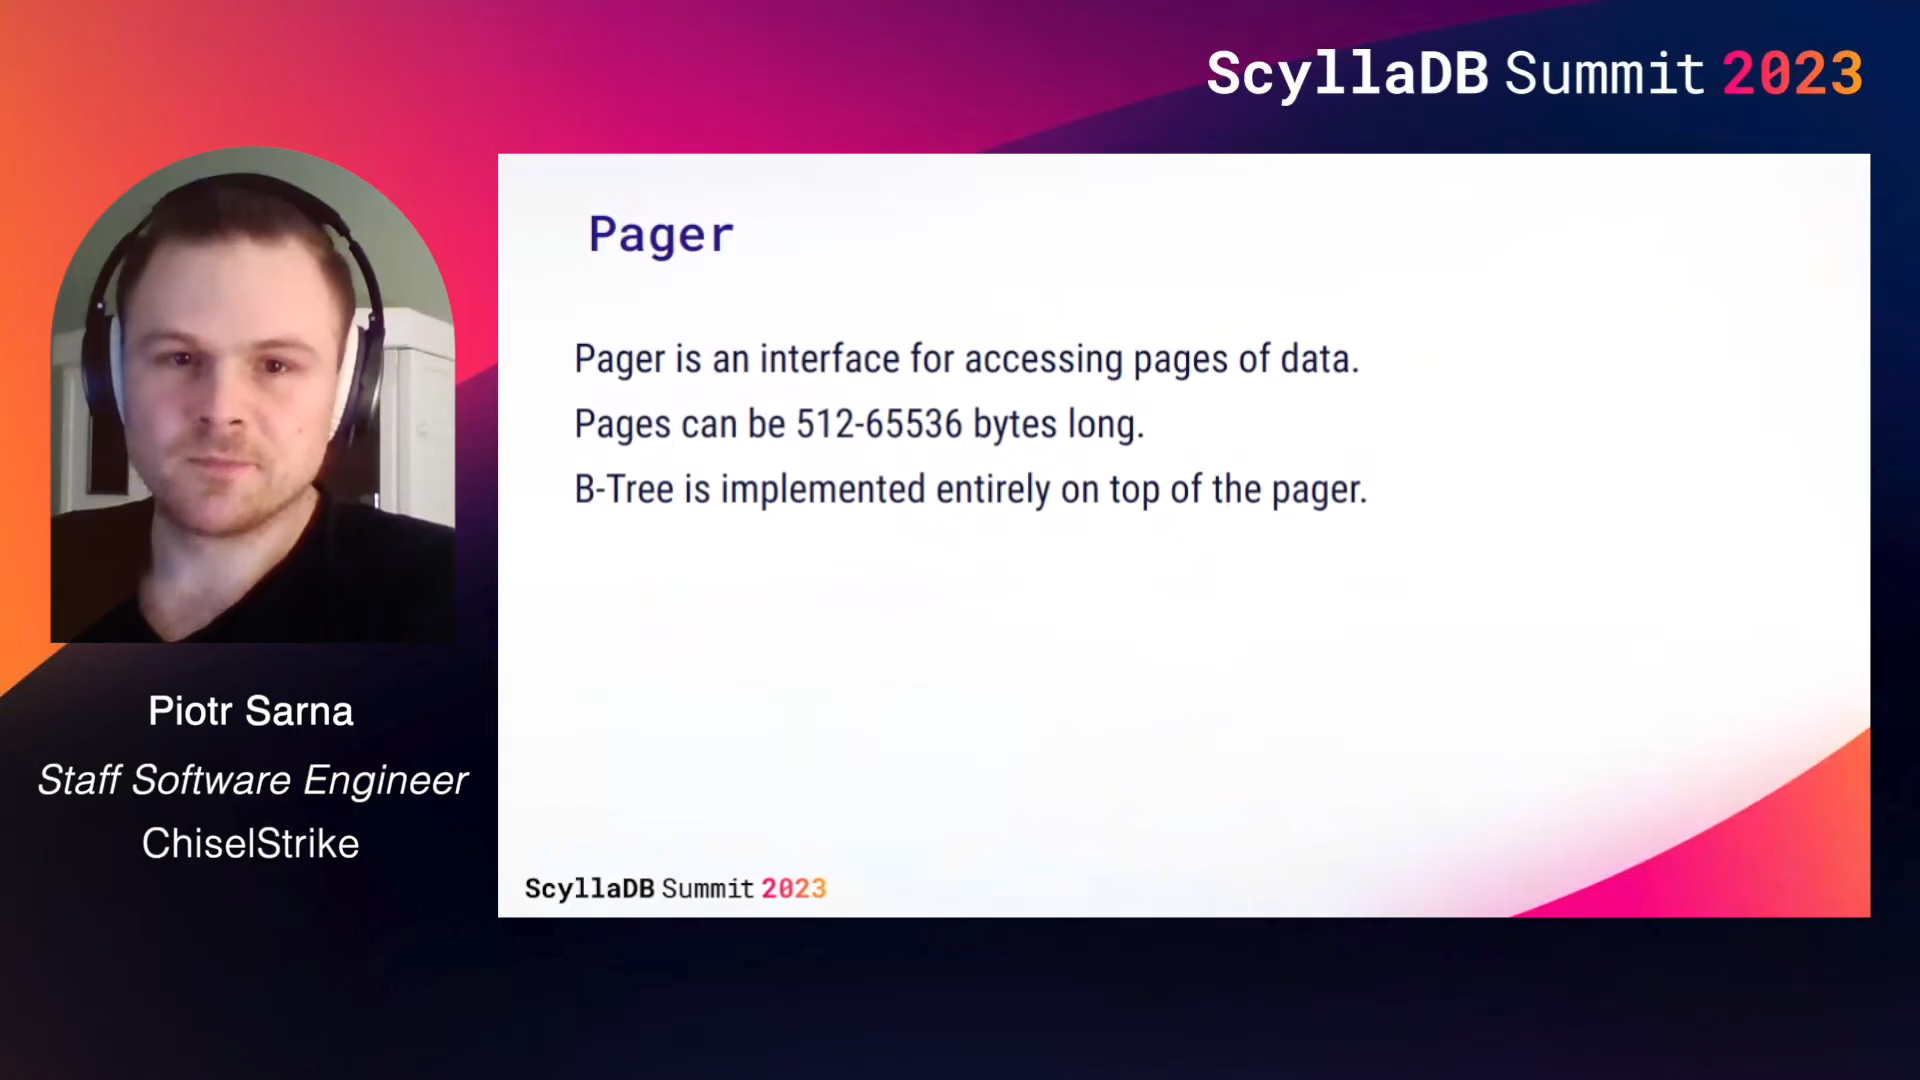 ScyllaDB Summit 2023
Pager
Pager is an interface for accessing pages of data.
Pages can be 512-65536 bytes long.
B-Tree is implemented entirely on top of the pager.
ScyllaDB Summit 2023
Piotr Sarna
Staff Software Engineer
ChiselStrike